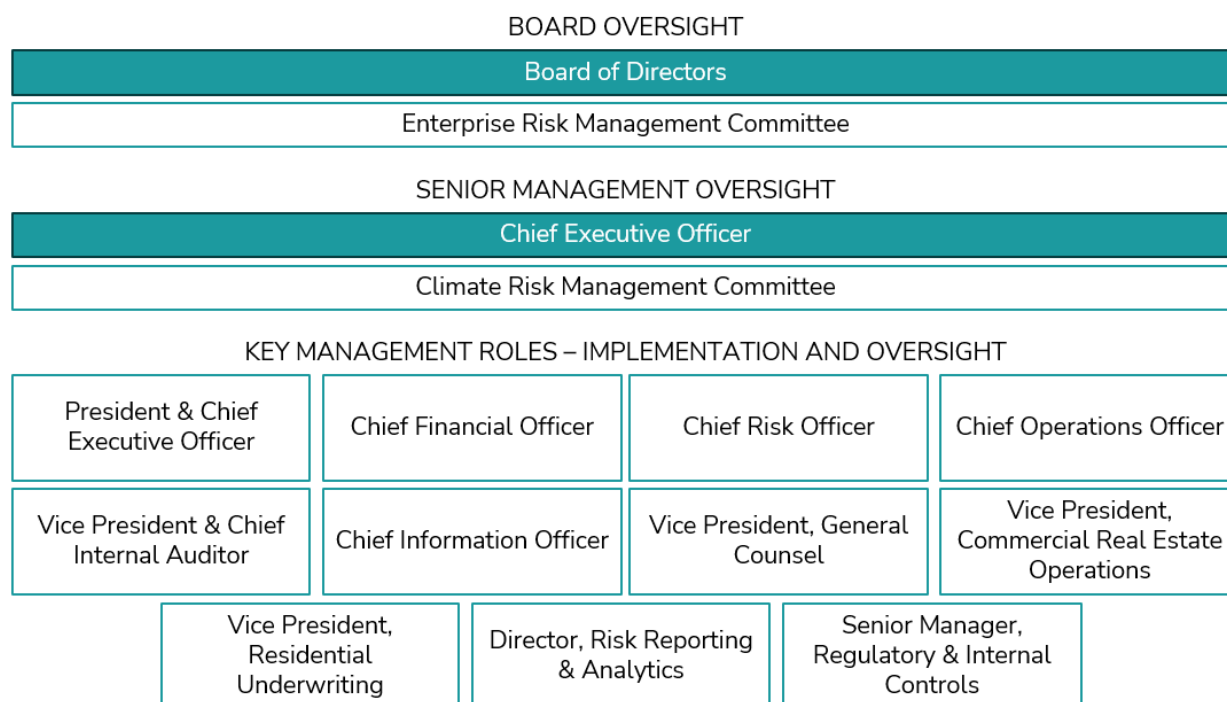 BOARD OVERSIGHT
Board of Directors
Enterprise Risk Management Committee
SENIOR MANAGEMENT OVERSIGHT
Chief Executive Officer
Climate Risk Management Committee
KEY MANAGEMENT ROLES – IMPLEMENTATION AND OVERSIGHT
President & Chief
Executive Officer
Chief Financial Officer
Chief Risk Officer
Chief Operations Officer
Vice President & Chief
Internal Auditor
Chief Information Officer
Vice President, General
Counsel
Vice President,
Commercial Real Estate
Operations
Vice President,
Residential
Underwriting
Director, Risk Reporting
& Analytics
Senior Manager,
Regulatory & Internal
Controls